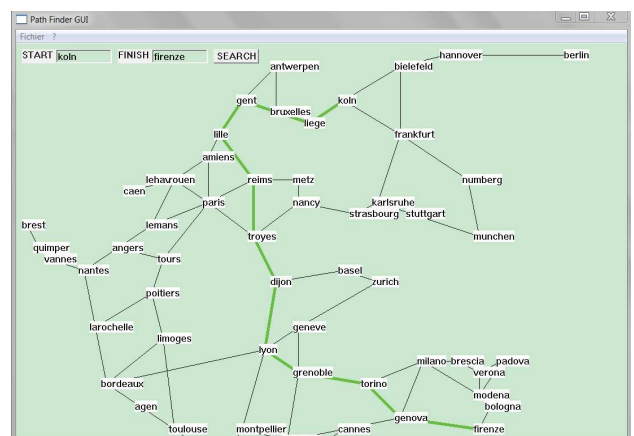 Path Finder GUI
Fichier ?
START koln FINISH firenze SEARCH
hannover berlin
antwerpen bielefeld
gent koln
bruxelles
liege
lille frankfurt
amiens
lehavrouen reims metz numberg
caen
paris nancy karlsruhe
strasbourg stuttgart
brest lemans
troyes munchen
quimper angers
vannes tours
nantes basel
dijon zurich
poitiers
larochelle geneve
limoges
lyon
milano brescia padova
grenoble verona
bordeaux torino
modena
agen bologna
genova
toulouse montpellier cannes firenze